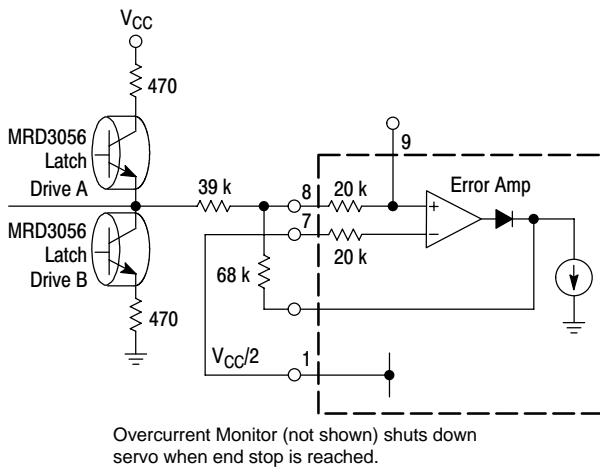 VCC
470
MRD3056
Latch
Drive A
MRD3056
Latch
Drive B
470
39 k
68 k
8
7
20 k
20 k
9
+
−
Error Amp
VCC/2
1
Overcurrent Monitor (not shown) shuts down
servo when end stop is reached.